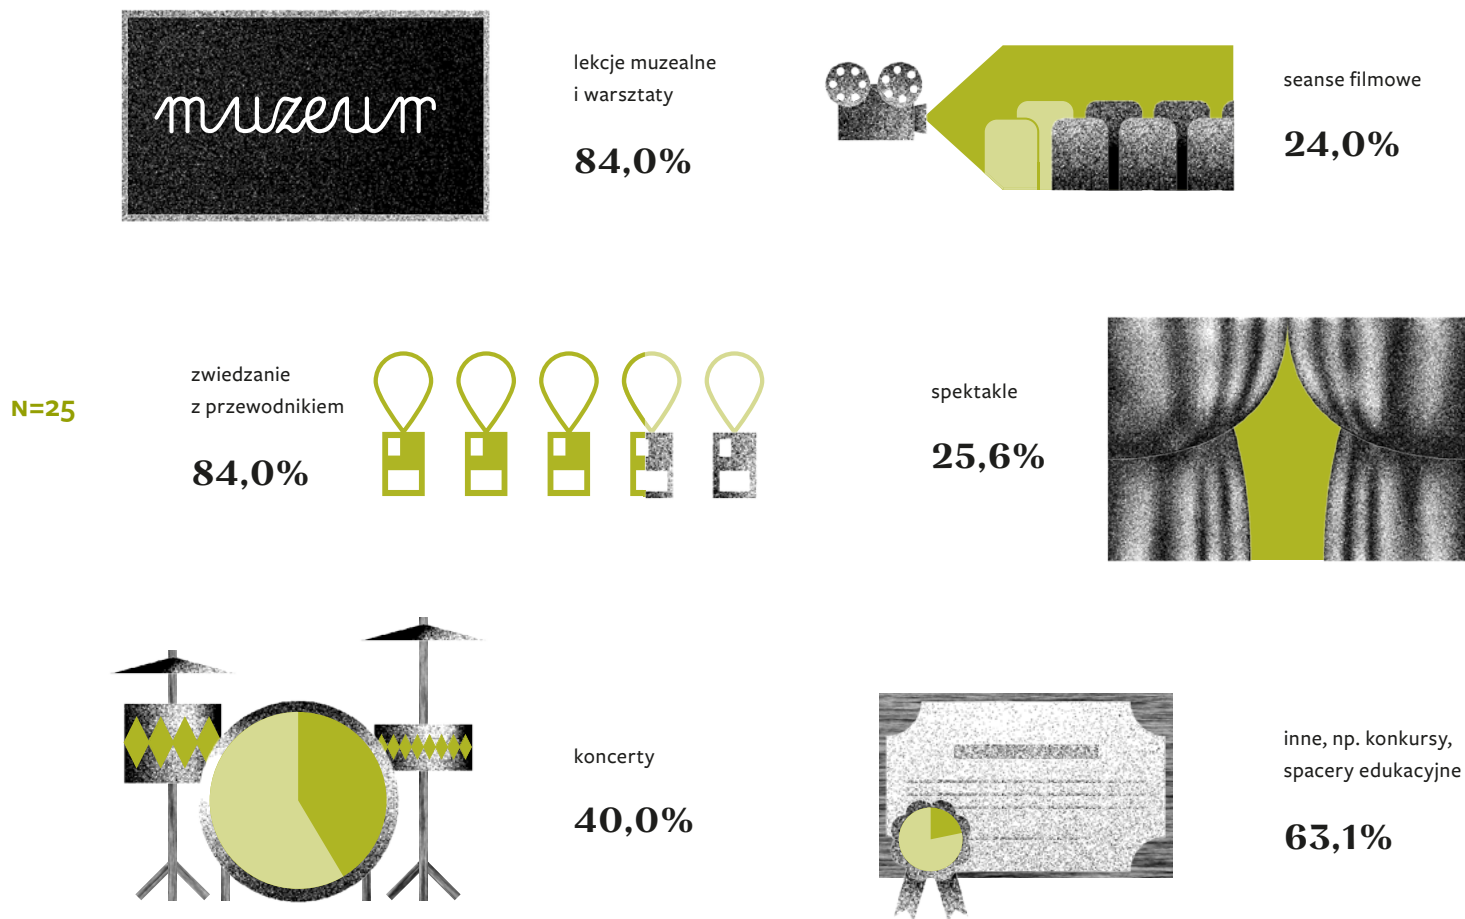 muzeum
lekcje muzealne
i warsztaty
84,0%
seanse filmowe
24,0%
N=25
zwiedzanie
z przewodnikiem
84,0%
spektakle
25,6%
koncerty
40,0%
inne, np. konkursy,
spacery edukacyjne
63,1%